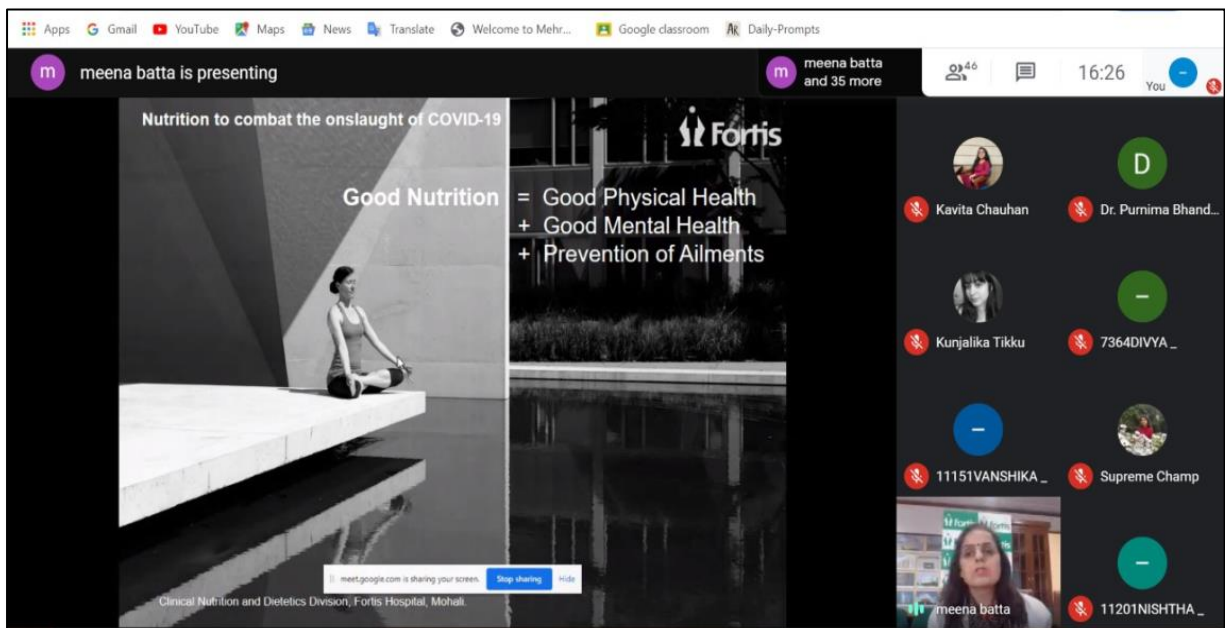 Apps Gmail YouTube Maps News Translate Welcome to Mehr... Google classroom Daily-Prompts
m meena batta is presenting
m meena batta
and 35 more
46 16:26 You
Nutrition to combat the onslaught of COVID-19
Fortis
Good Nutrition = Good Physical Health
+ Good Mental Health
+ Prevention of Ailments
meet.google.com is sharing your screen. Stop sharing Hide
Clinical Nutrition and Dietetics Division, Fortis Hospital, Mohali.
Kavita Chauhan
D
Dr. Purnima Bhand...
Kunjalika Tikku
7364DIVYA _
11151VANSHIKA _
Supreme Champ
Fortis
meena batta
11201NISHTHA _